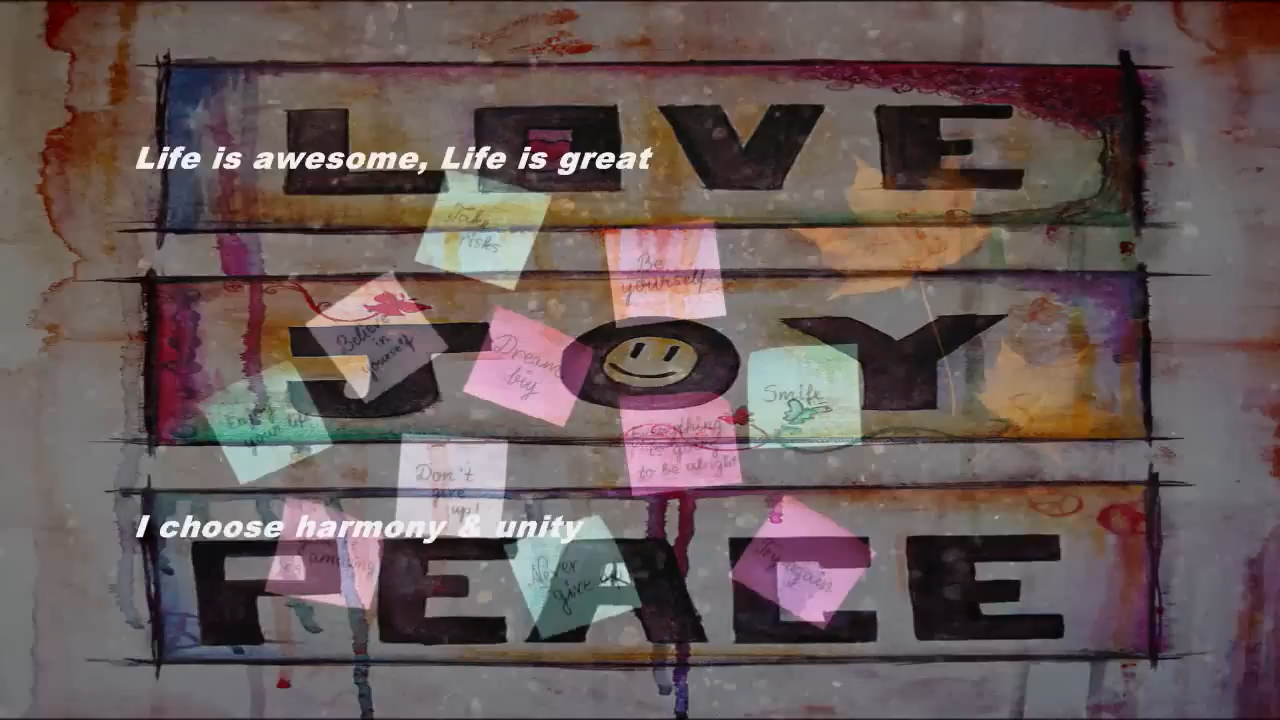 LOVE
Life is awesome, Life is great
Take
risks
Be
yourself
Believe
in
yourself
JOY
Dream
big
Smile
Enjoy
your life
Everything
is going
to be alright
Don't
give
up!
I choose harmony & unity
amazing
PEACE
Never
give up
Try again